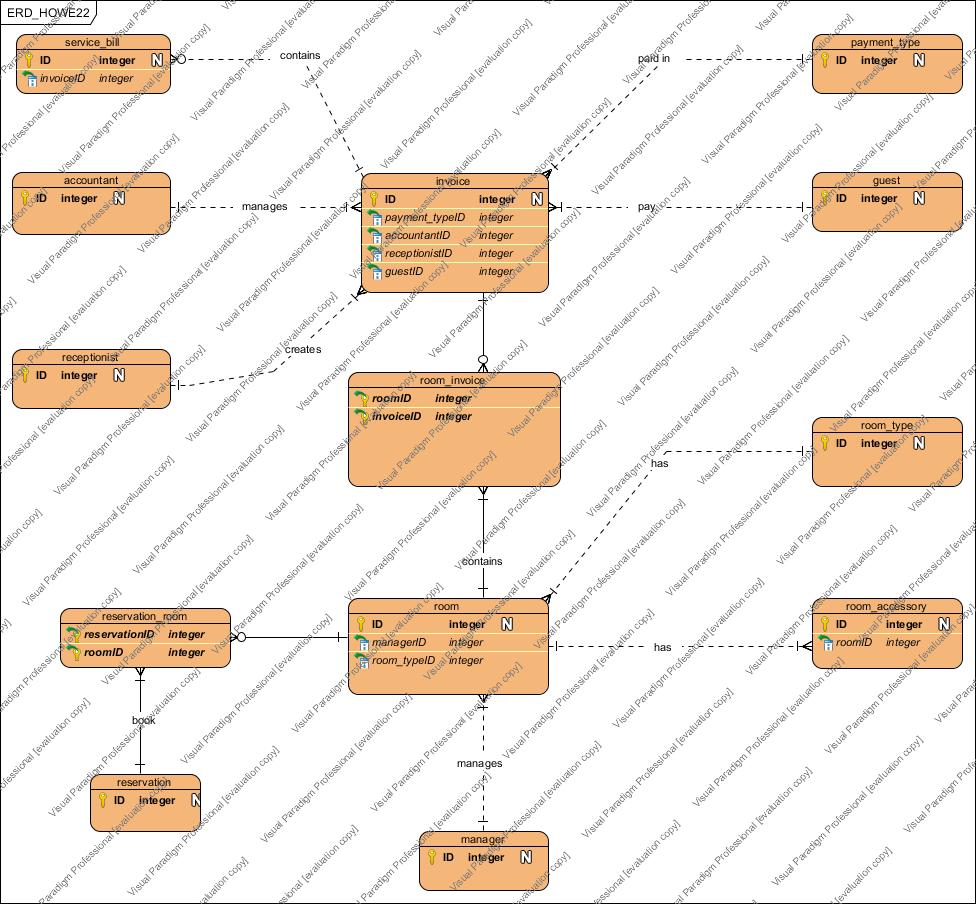 ERD_HOWE22
service_bill
ID integer N
invoiceID integer
contains
paid in
payment_type
ID integer N
accountant
ID integer N
manages
invoice
ID integer N
payment_typeID integer
accountantID integer
receptionistID integer
guestID integer
pay
guest
ID integer N
receptionist
ID integer N
creates
room_invoice
roomID integer
invoiceID integer
room_type
ID integer N
has
contains
reservation_room
reservationID integer
roomID integer
room
ID integer N
managerID integer
room_typeID integer
has
room_accessory
ID integer N
roomID integer
book
reservation
ID integer N
manages
manager
ID integer N
Visual Paradigm Professional [evaluation copy]